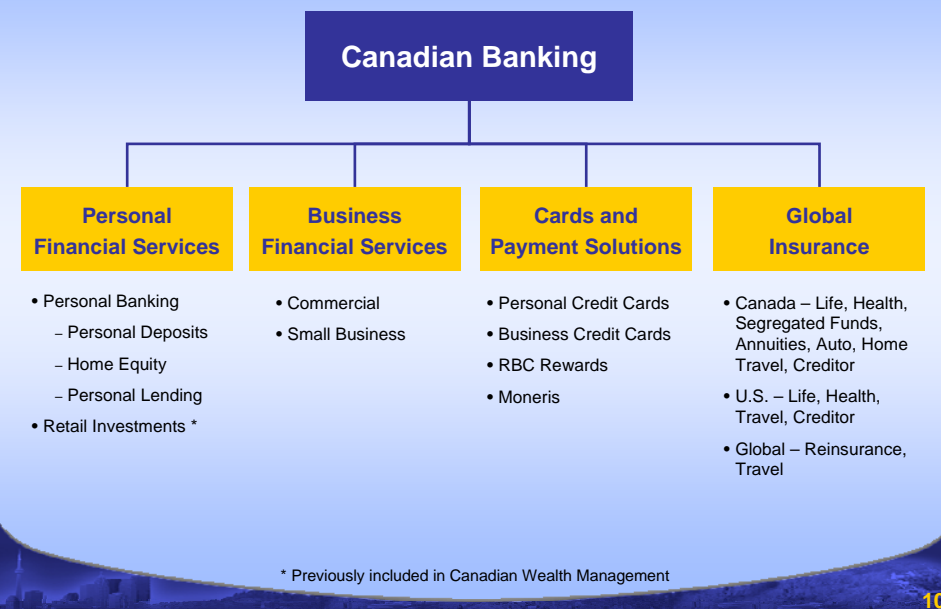 Canadian Banking
Personal
Financial Services
• Personal Banking
– Personal Deposits
– Home Equity
– Personal Lending
• Retail Investments *
Business
Financial Services
• Commercial
• Small Business
Cards and
Payment Solutions
• Personal Credit Cards
• Business Credit Cards
• RBC Rewards
• Moneris
Global
Insurance
• Canada – Life, Health,
Segregated Funds,
Annuities, Auto, Home
Travel, Creditor
• U.S. – Life, Health,
Travel, Creditor
• Global – Reinsurance,
Travel
* Previously included in Canadian Wealth Management
10